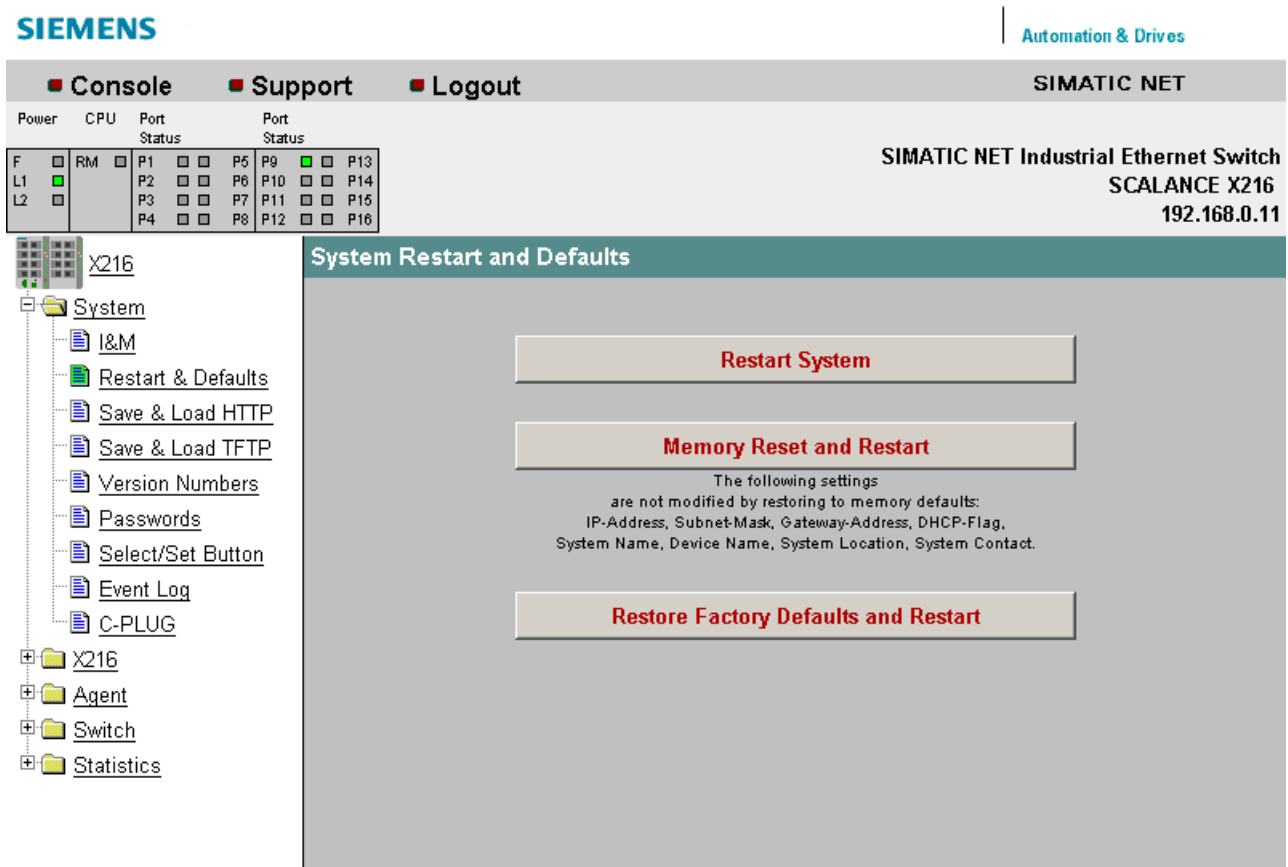 SIEMENS
Automation & Drives
Console Support Logout SIMATIC NET
Power CPU Port Status Port Status
F RM P1 P5 P9 P13
L1 P2 P6 P10 P14
L2 P3 P7 P11 P15
P4 P8 P12 P16
SIMATIC NET Industrial Ethernet Switch
SCALANCE X216
192.168.0.11
X216
System
I&M
Restart & Defaults
Save & Load HTTP
Save & Load TFTP
Version Numbers
Passwords
Select/Set Button
Event Log
C-PLUG
X216
Agent
Switch
Statistics
System Restart and Defaults
Restart System
Memory Reset and Restart
The following settings
are not modified by restoring to memory defaults:
IP-Address, Subnet-Mask, Gateway-Address, DHCP-Flag,
System Name, Device Name, System Location, System Contact.
Restore Factory Defaults and Restart